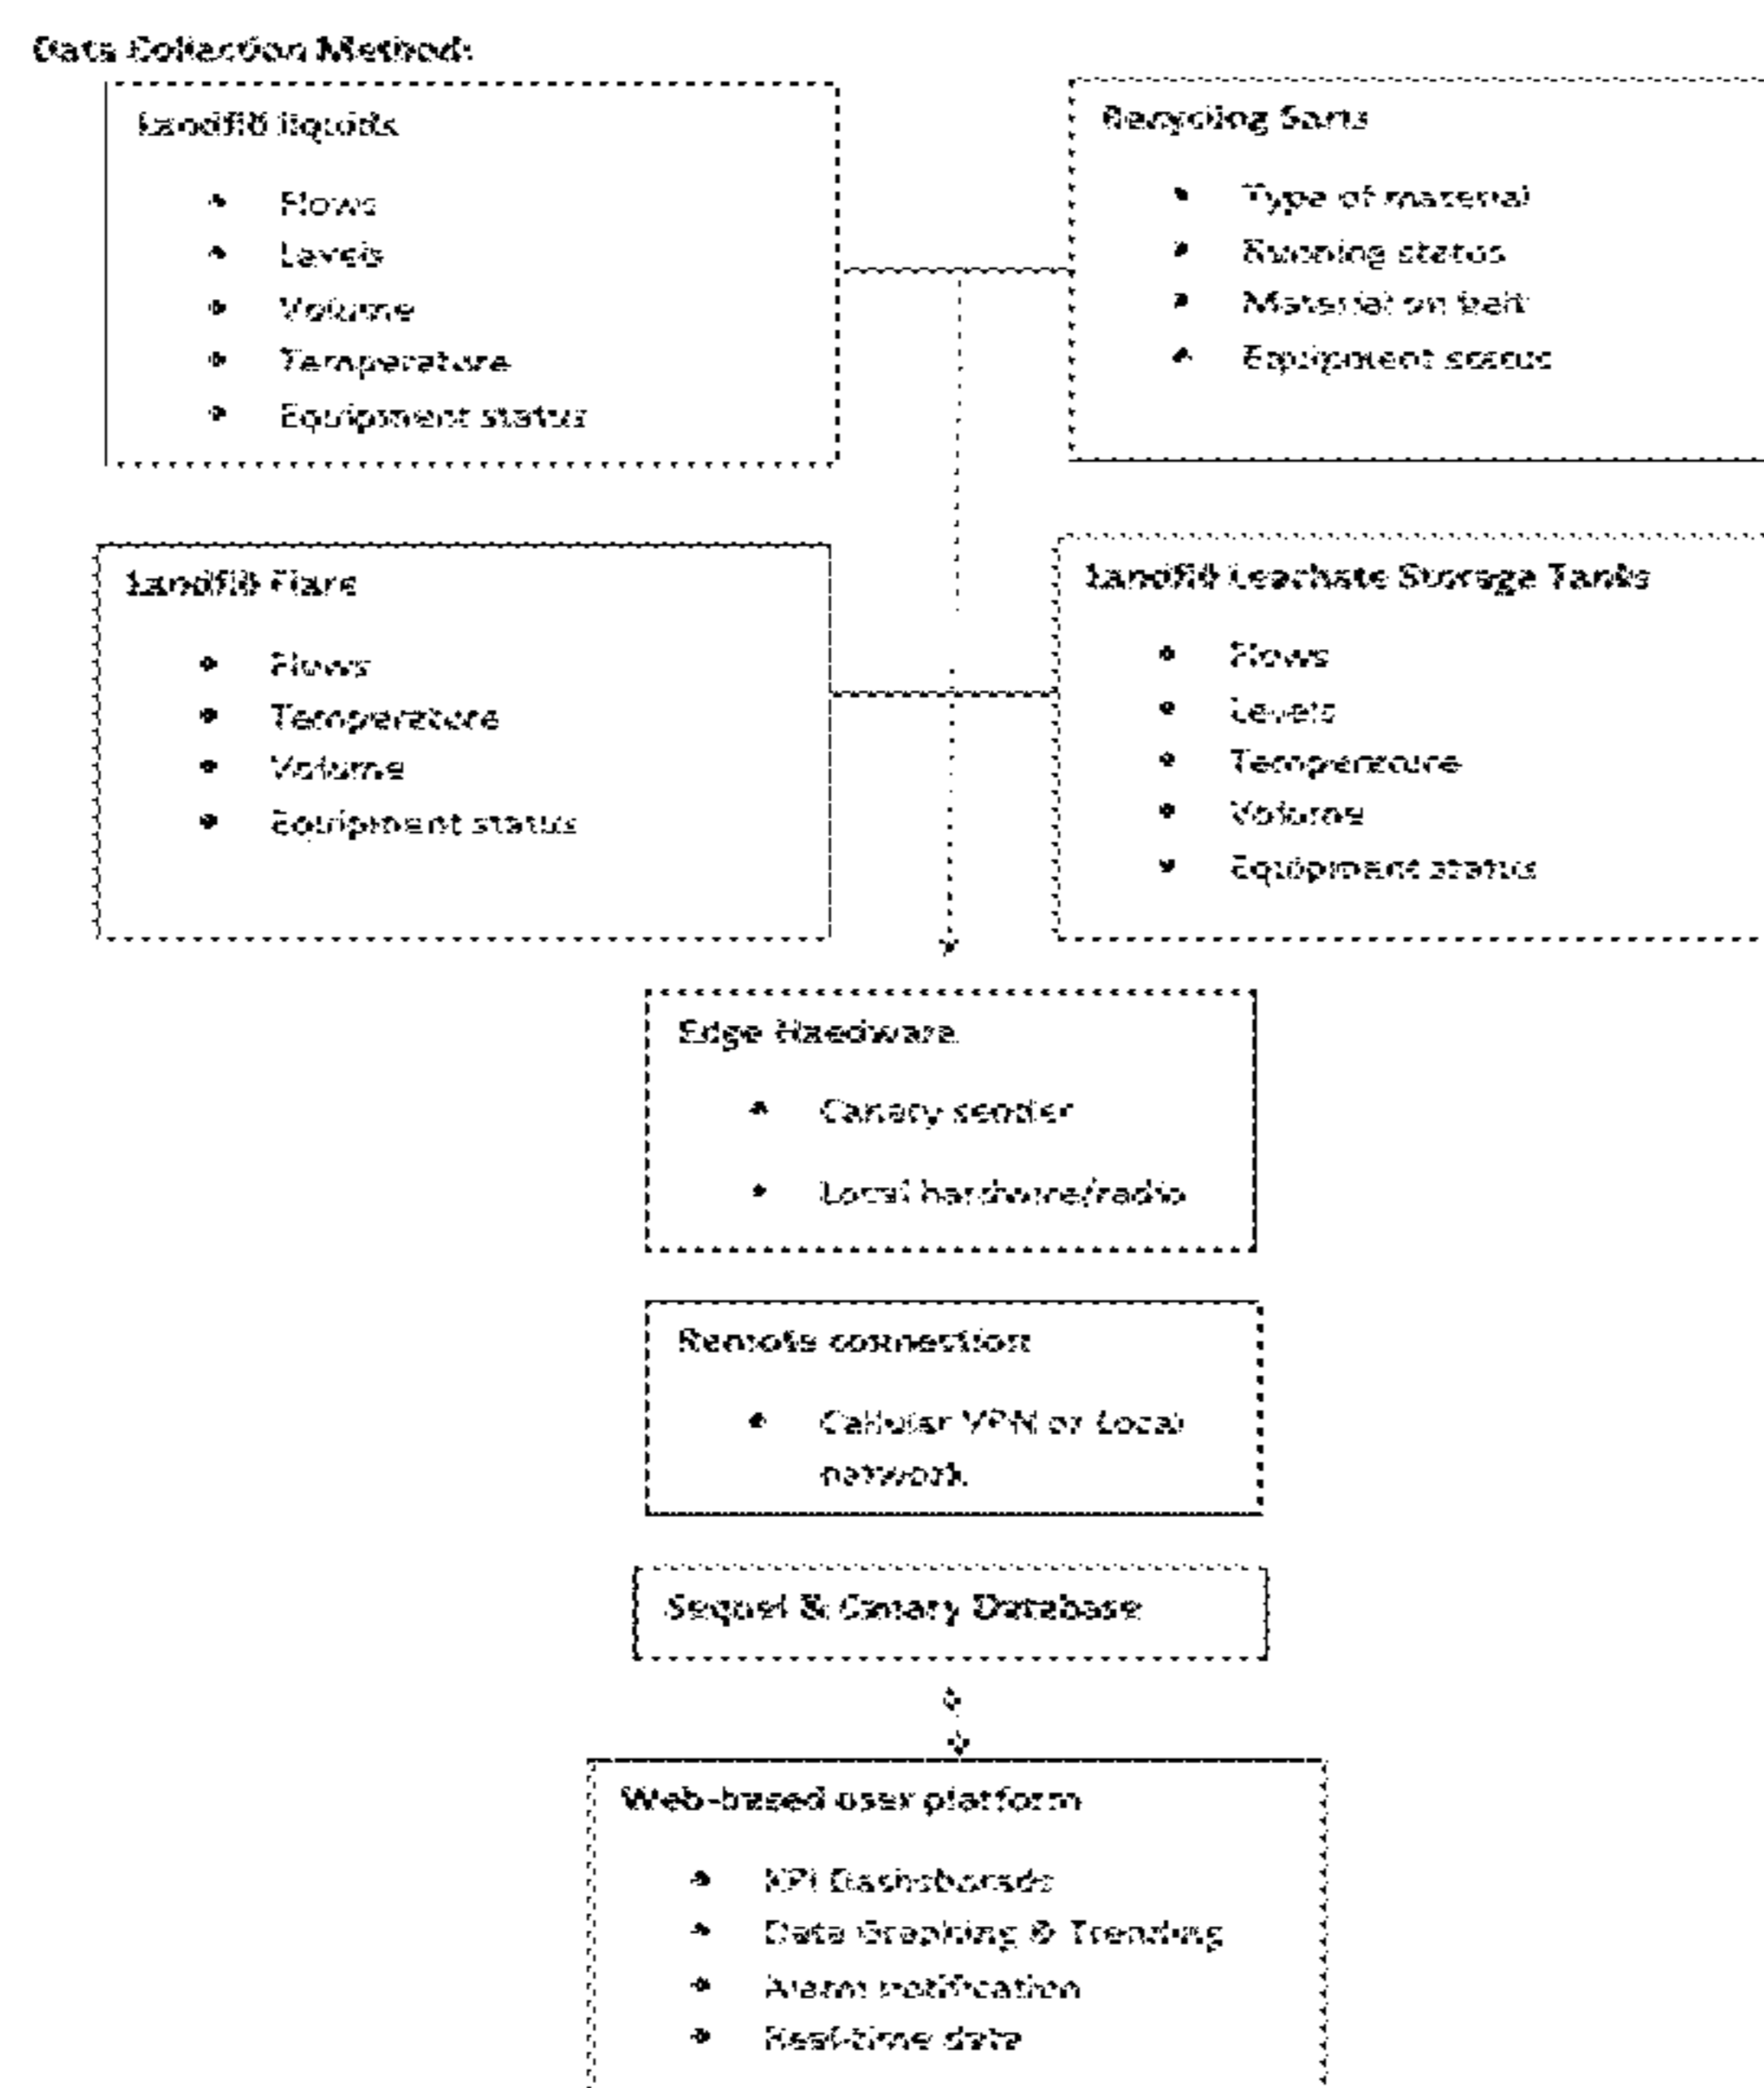 Data Collection Method:
Landfill liquids
Flows
Levels
Volume
Temperature
Equipment status
Recycling Sorts
Type of material
Running status
Material on belt
Equipment status
Landfill Flare
Flows
Temperature
Volume
Equipment status
Landfill Leachate Storage Tanks
Flows
Levels
Temperature
Volume
Equipment status
Edge Hardware
Canary sender
Local hardware/radio
Remote connection
Cellular VPN or Local
network
Sequel & Canary Database
Web-based user platform
KPI Dashboards
Data Graphing & Trending
Alarm notification
Real-time data